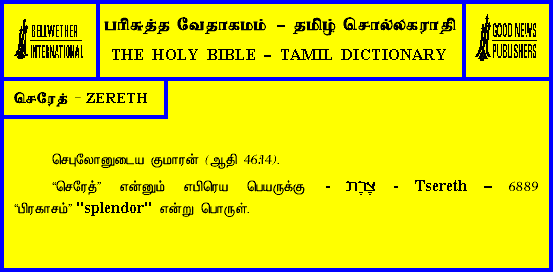 BELLWETHER
INTERNATIONAL
பரிசுத்த வேதாகமம் – தமிழ் சொல்லகராதி
THE HOLY BIBLE – TAMIL DICTIONARY
GOOD NEWS
PUBLISHERS
செரேத் - ZERETH
செபுலோனுடைய குமாரன் (ஆதி 46:14).
“செரேத்” என்னும் எபிரெய பெயருக்கு - צֶרֶת - Tsereth – 6889
“பிரகாசம்” "splendor" என்று பொருள்.